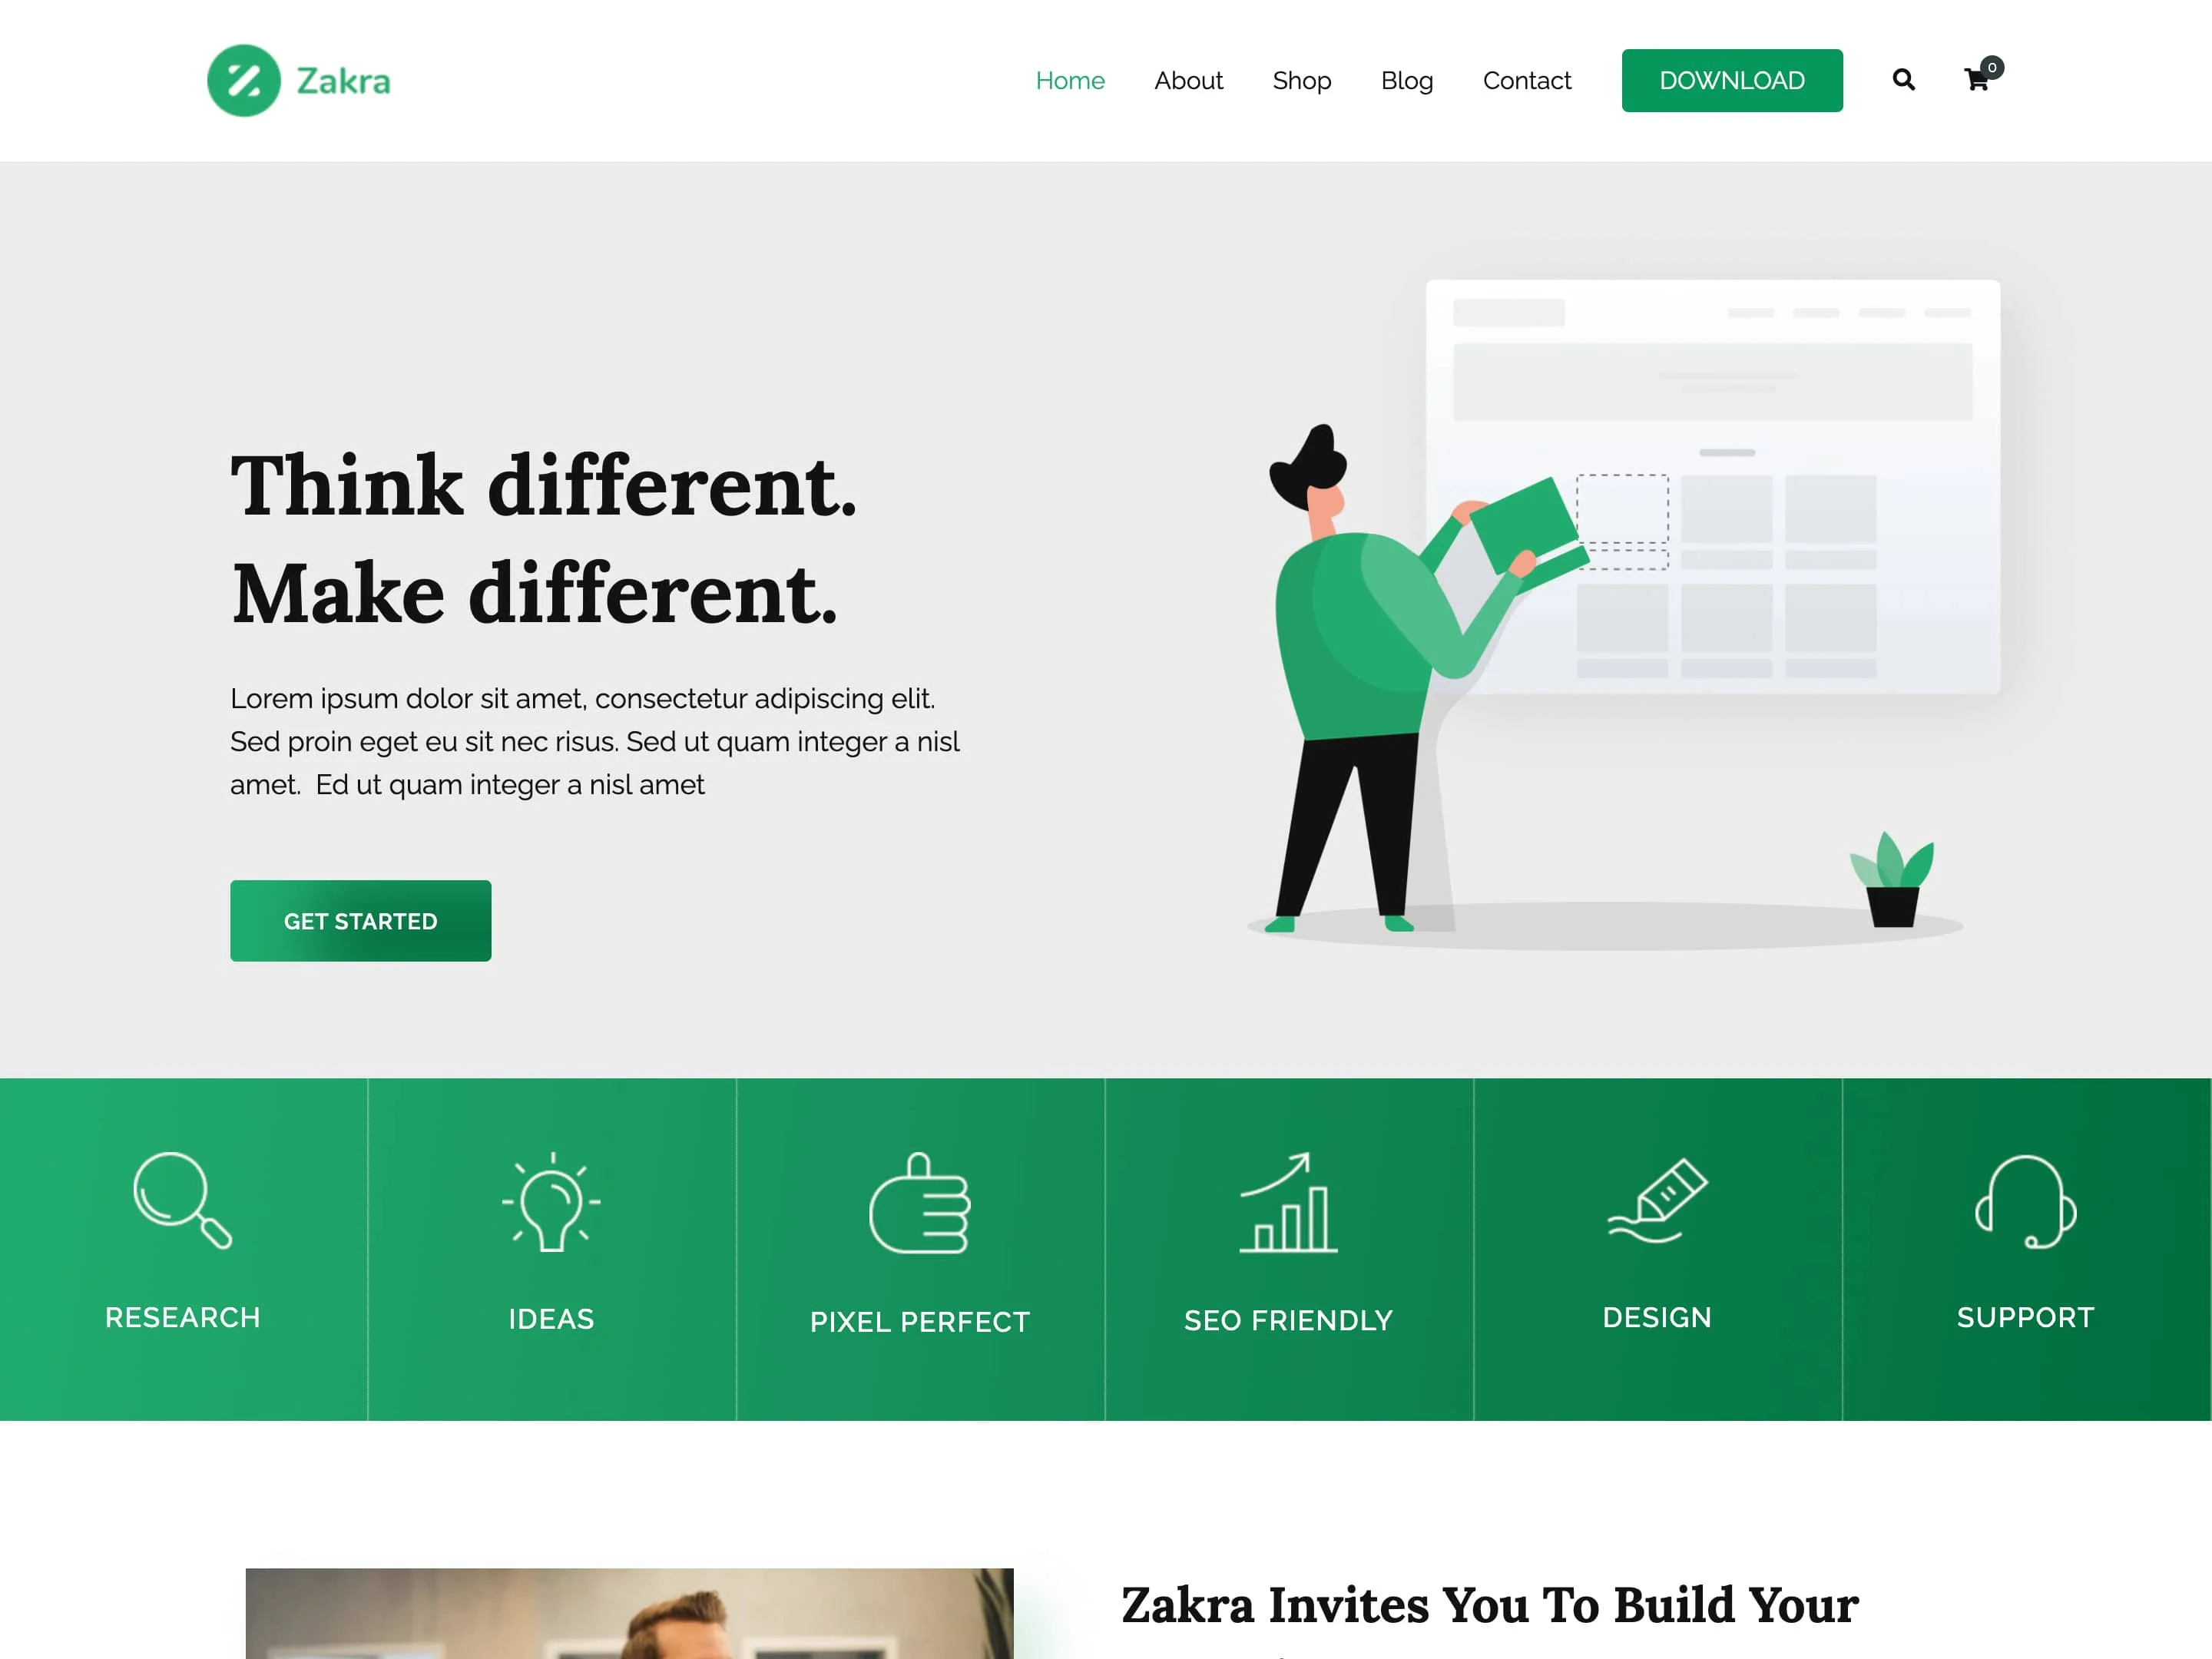 Zakra
Home About Shop Blog Contact DOWNLOAD 0
Think different.
Make different.
Lorem ipsum dolor sit amet, consectetur adipiscing elit.
Sed proin eget eu sit nec risus. Sed ut quam integer a nisl
amet.  Ed ut quam integer a nisl amet
GET STARTED
RESEARCH IDEAS PIXEL PERFECT SEO FRIENDLY DESIGN SUPPORT
Zakra Invites You To Build Your